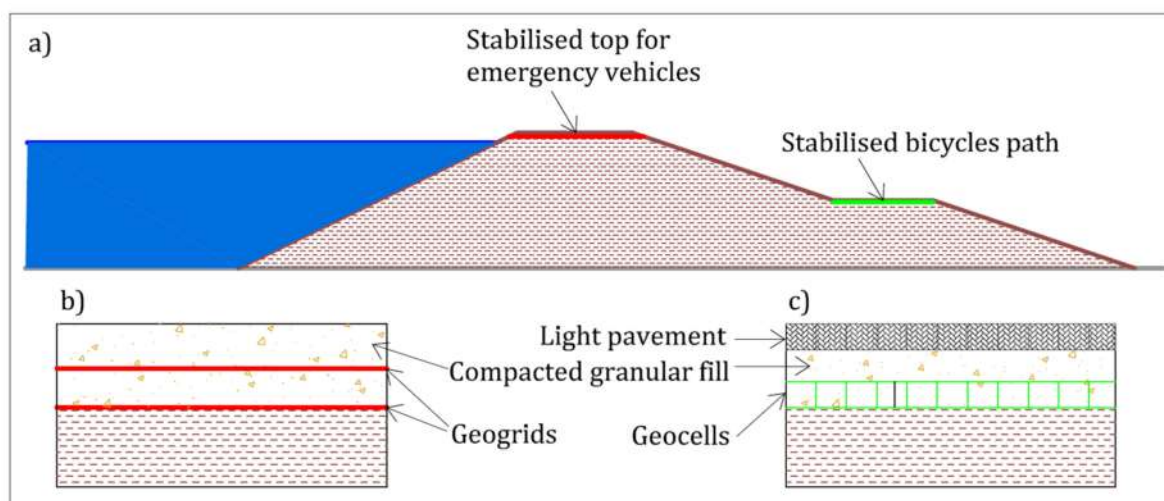 a)
Stabilised top for
emergency vehicles
Stabilised bicycles path
b)
c)
Light pavement
Compacted granular fill
Geogrids
Geocells